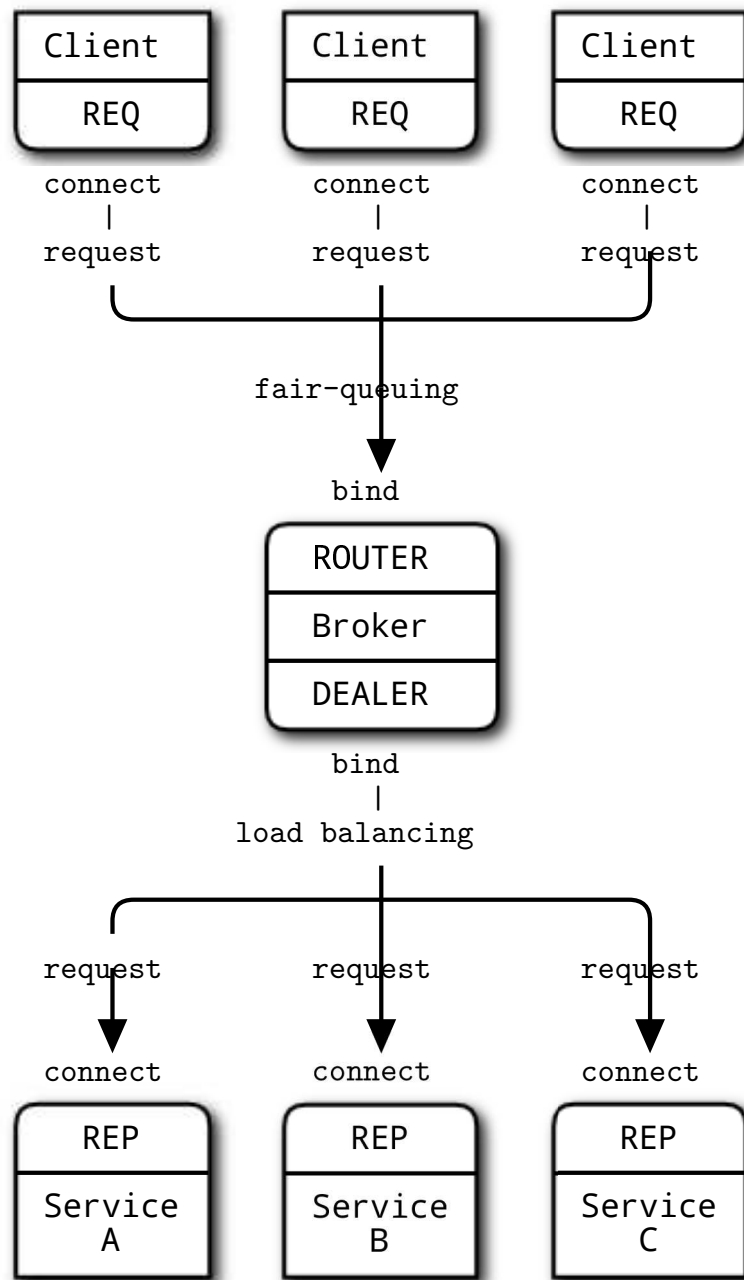 Client Client Client
REQ REQ REQ
connect connect connect
| | |
request request request
fair-queuing
bind
ROUTER
Broker
DEALER
bind
|
load balancing
request request request
connect connect connect
REP REP REP
Service Service Service
A B C